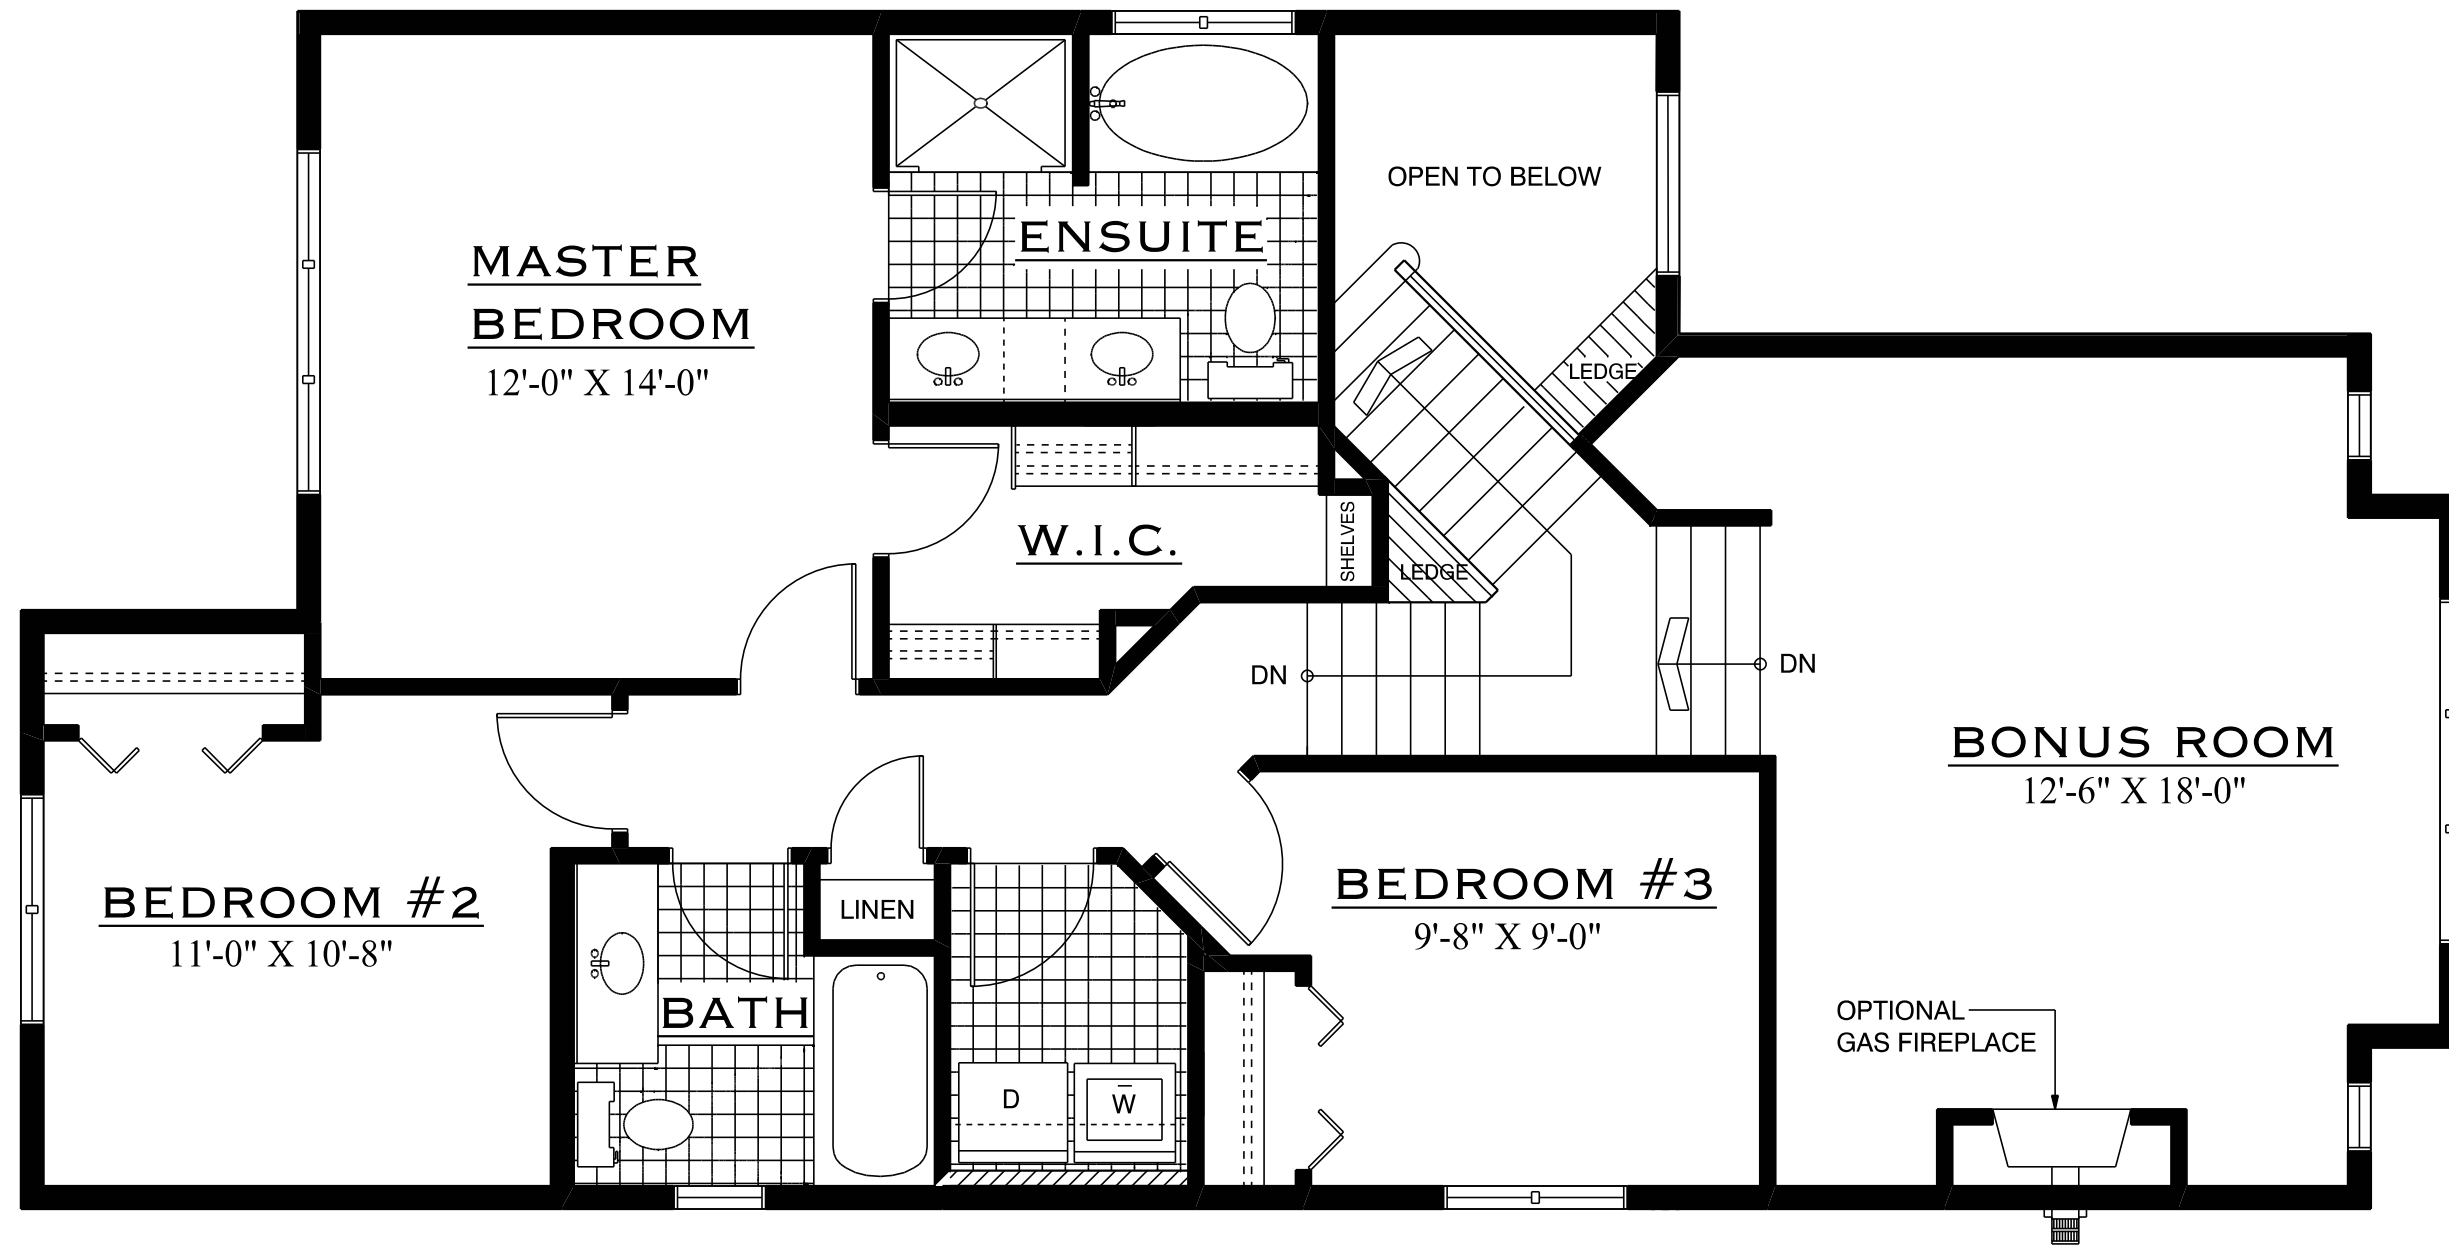 OPEN TO BELOW
ENSUITE
MASTER
BEDROOM
12'-0" X 14'-0"
LEDGE
W.I.C.
SHELVES
LEDGE
DN
DN
BONUS ROOM
12'-6" X 18'-0"
BEDROOM #2
11'-0" X 10'-8"
LINEN
BEDROOM #3
9'-8" X 9'-0"
BATH
OPTIONAL
GAS FIREPLACE
D
W